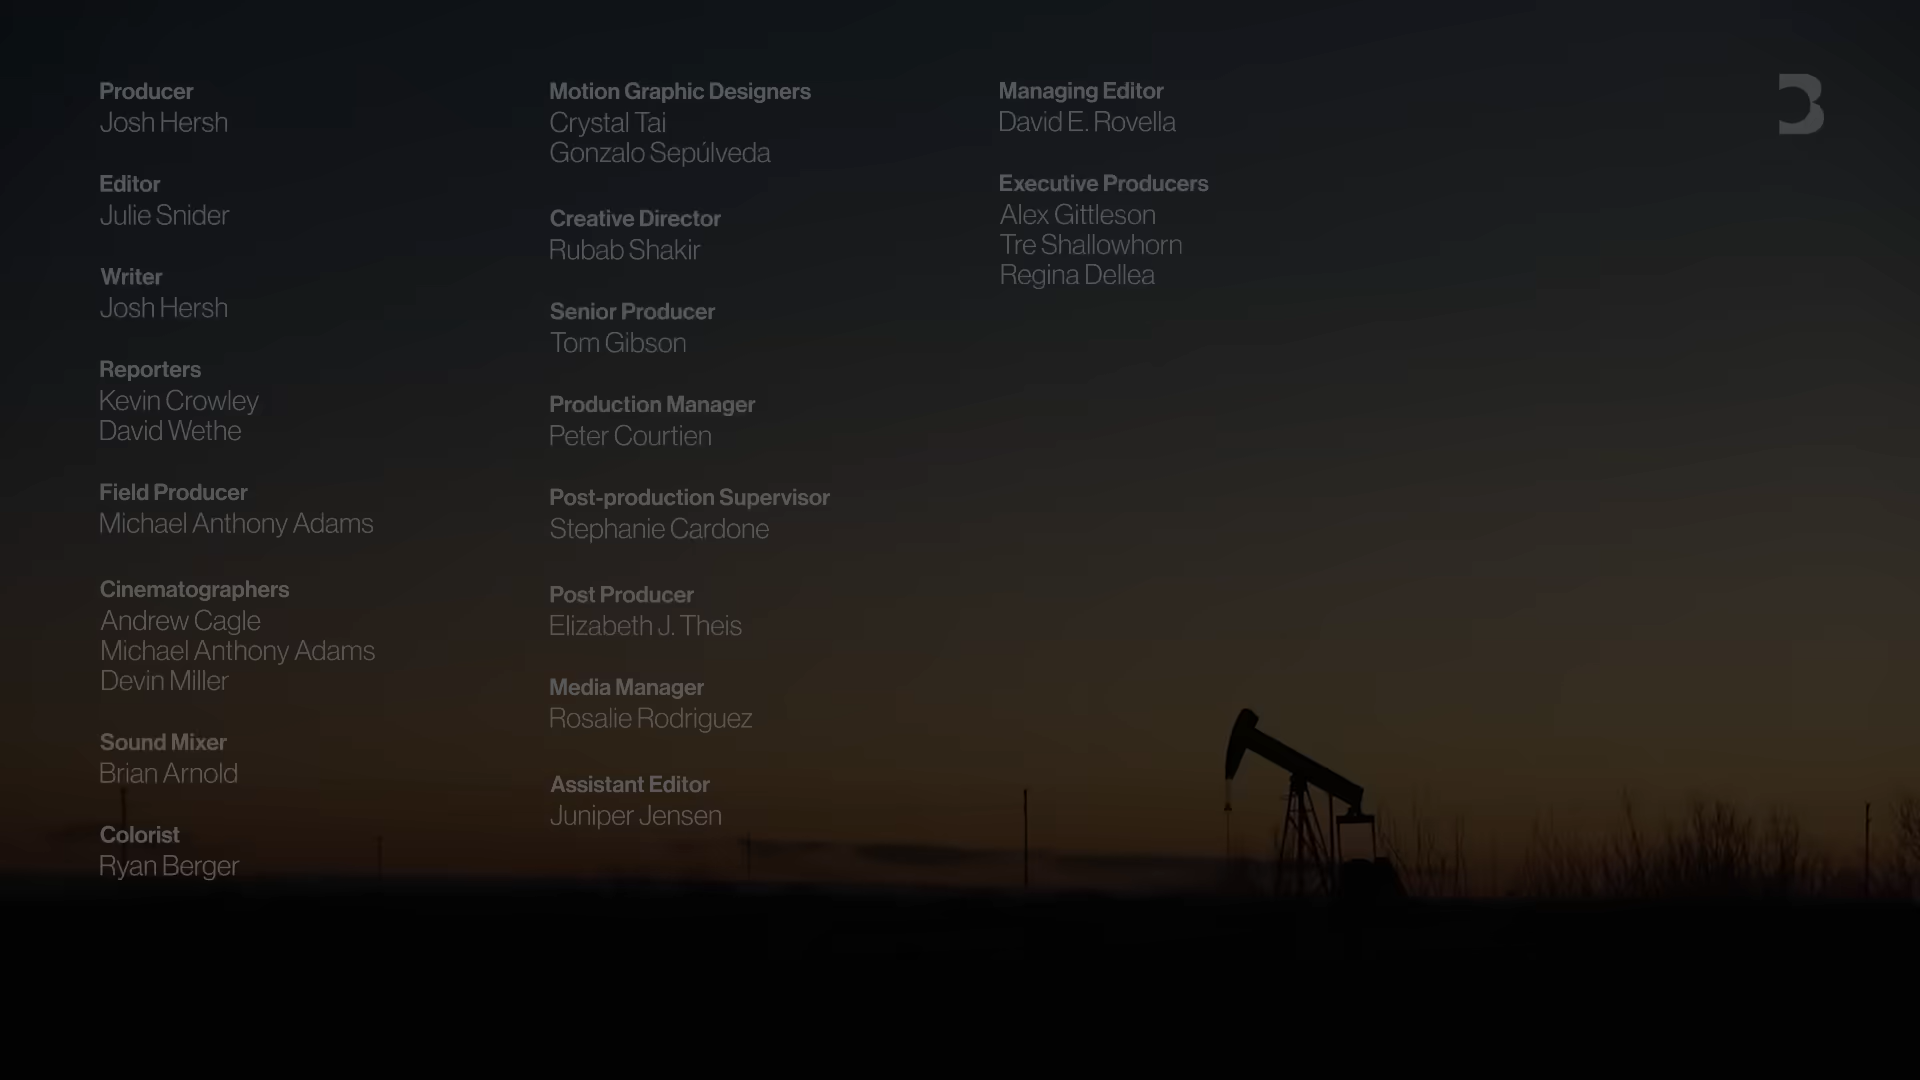 Producer
Josh Hersh
Editor
Julie Snider
Writer
Josh Hersh
Reporters
Kevin Crowley
David Wethe
Field Producer
Michael Anthony Adams
Cinematographers
Andrew Cagle
Michael Anthony Adams
Devin Miller
Sound Mixer
Brian Arnold
Colorist
Ryan Berger
Motion Graphic Designers
Crystal Tai
Gonzalo Sepúlveda
Creative Director
Rubab Shakir
Senior Producer
Tom Gibson
Production Manager
Peter Courtien
Post-production Supervisor
Stephanie Cardone
Post Producer
Elizabeth J. Theis
Media Manager
Rosalie Rodriguez
Assistant Editor
Juniper Jensen
Managing Editor
David E. Rovella
Executive Producers
Alex Gittleson
Tre Shallowhorn
Regina Dellea